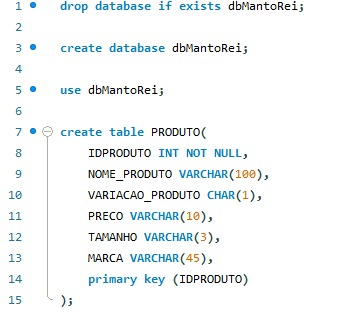 1 drop database if exists dbMantoRei;
2
3 create database dbMantoRei;
4
5 use dbMantoRei;
6
7 create table PRODUTO(
8 IDPRODUTO INT NOT NULL,
9 NOME_PRODUTO VARCHAR(100),
10 VARIACAO_PRODUTO CHAR(1),
11 PRECO VARCHAR(10),
12 TAMANHO VARCHAR(3),
13 MARCA VARCHAR(45),
14 primary key (IDPRODUTO)
15 );